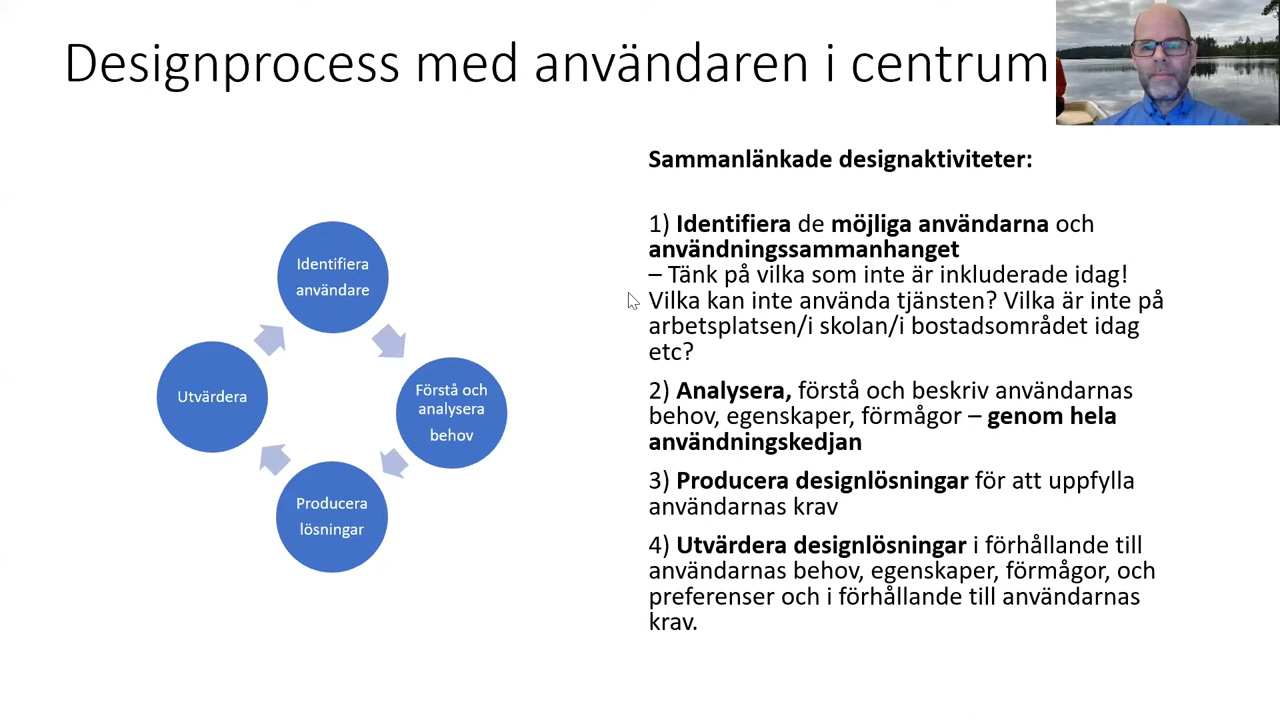 Designprocess med användaren i centrum
Identifiera
användare
Förstå och
analysera
behov
Producera
lösningar
Utvärdera
Sammanlänkade designaktiviteter:
1) Identifiera de möjliga användarna och
användningssammanhanget
– Tänk på vilka som inte är inkluderade idag!
Vilka kan inte använda tjänsten? Vilka är inte på
arbetsplatsen/i skolan/i bostadsområdet idag
etc?
2) Analysera, förstå och beskriv användarnas
behov, egenskaper, förmågor – genom hela
användningskedjan
3) Producera designlösningar för att uppfylla
användarnas krav
4) Utvärdera designlösningar i förhållande till
användarnas behov, egenskaper, förmågor, och
preferenser och i förhållande till användarnas
krav.